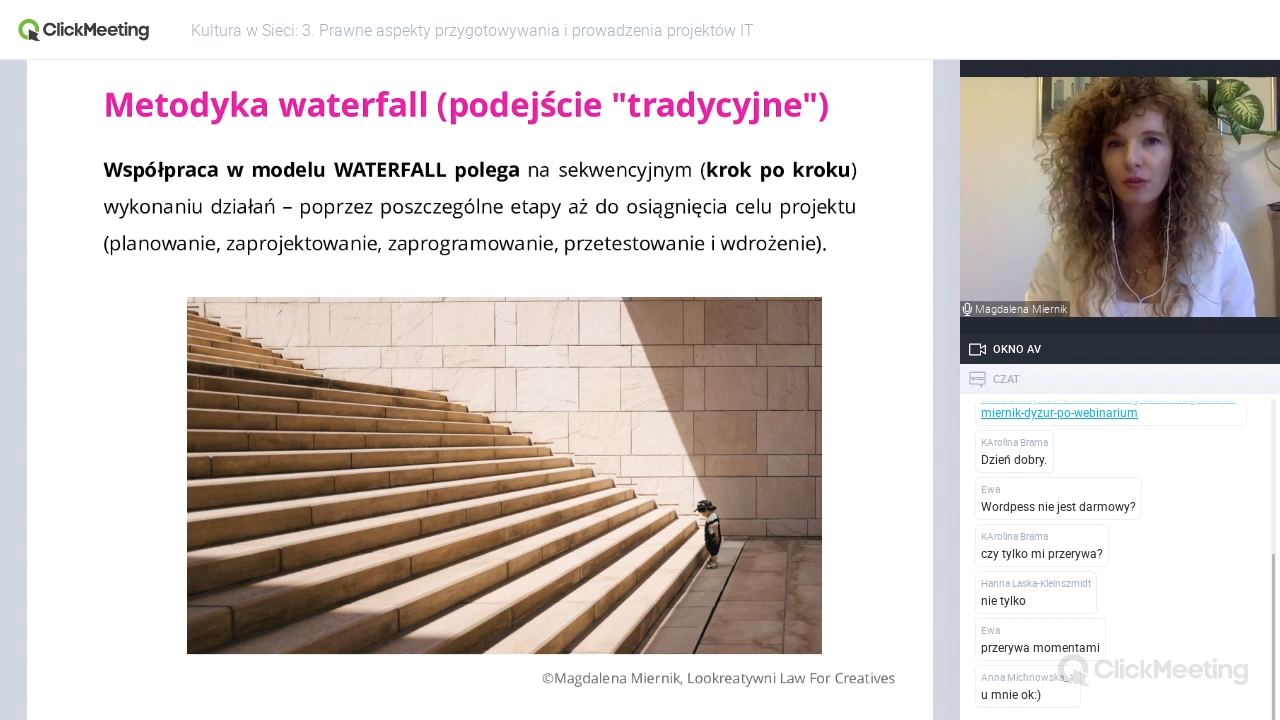 ClickMeeting
Kultura w Sieci: 3. Prawne aspekty przygotowywania i prowadzenia projektów IT
Metodyka waterfall (podejście "tradycyjne")
Współpraca w modelu WATERFALL polega na sekwencyjnym (krok po kroku)
wykonaniu działań – poprzez poszczególne etapy aż do osiągnięcia celu projektu
(planowanie, zaprojektowanie, zaprogramowanie, przetestowanie i wdrożenie).
©Magdalena Miernik, Lookreatywni Law For Creatives
Magdalena Miernik
OKNO AV
CZAT
miernik-dyzur-po-webinarium
KArolina Brama
Dzień dobry.
Ewa
Wordpess nie jest darmowy?
KArolina Brama
czy tylko mi przerywa?
Hanna Laska-Kleinszmidt
nie tylko
Ewa
przerywa momentami
Anna Michnowska_
u mnie ok:)
ClickMeeting